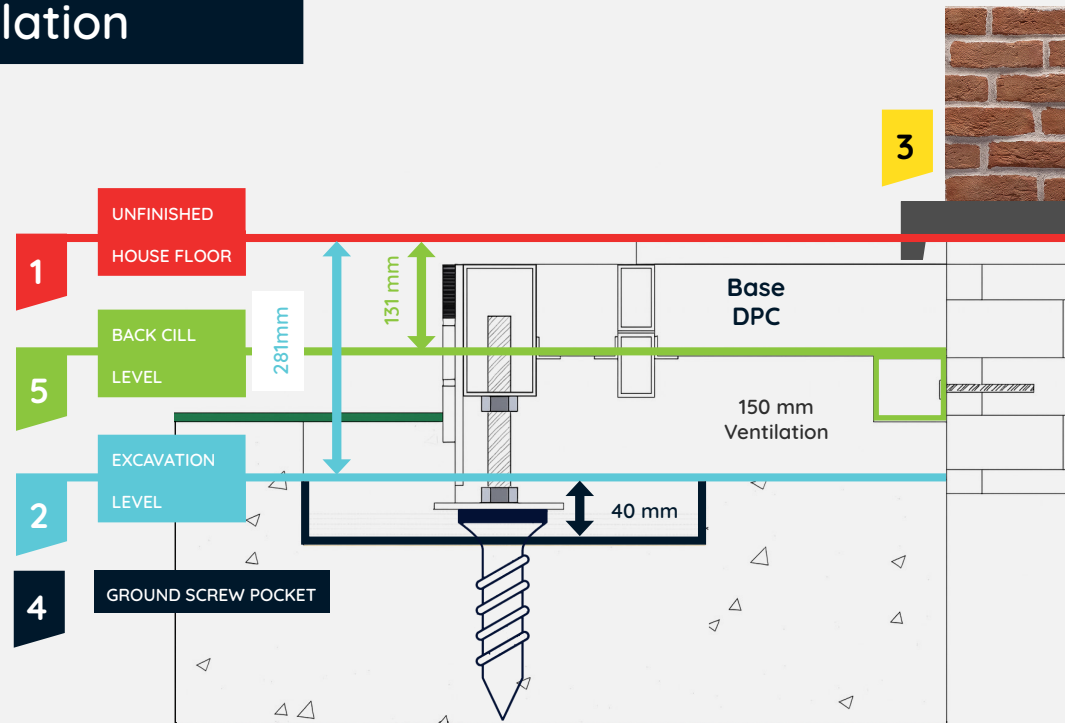 lation
3
UNFINISHED
HOUSE FLOOR
1
131 mm
281mm
Base
DPC
BACK CILL
LEVEL
5
150 mm
Ventilation
EXCAVATION
LEVEL
2
40 mm
4
GROUND SCREW POCKET